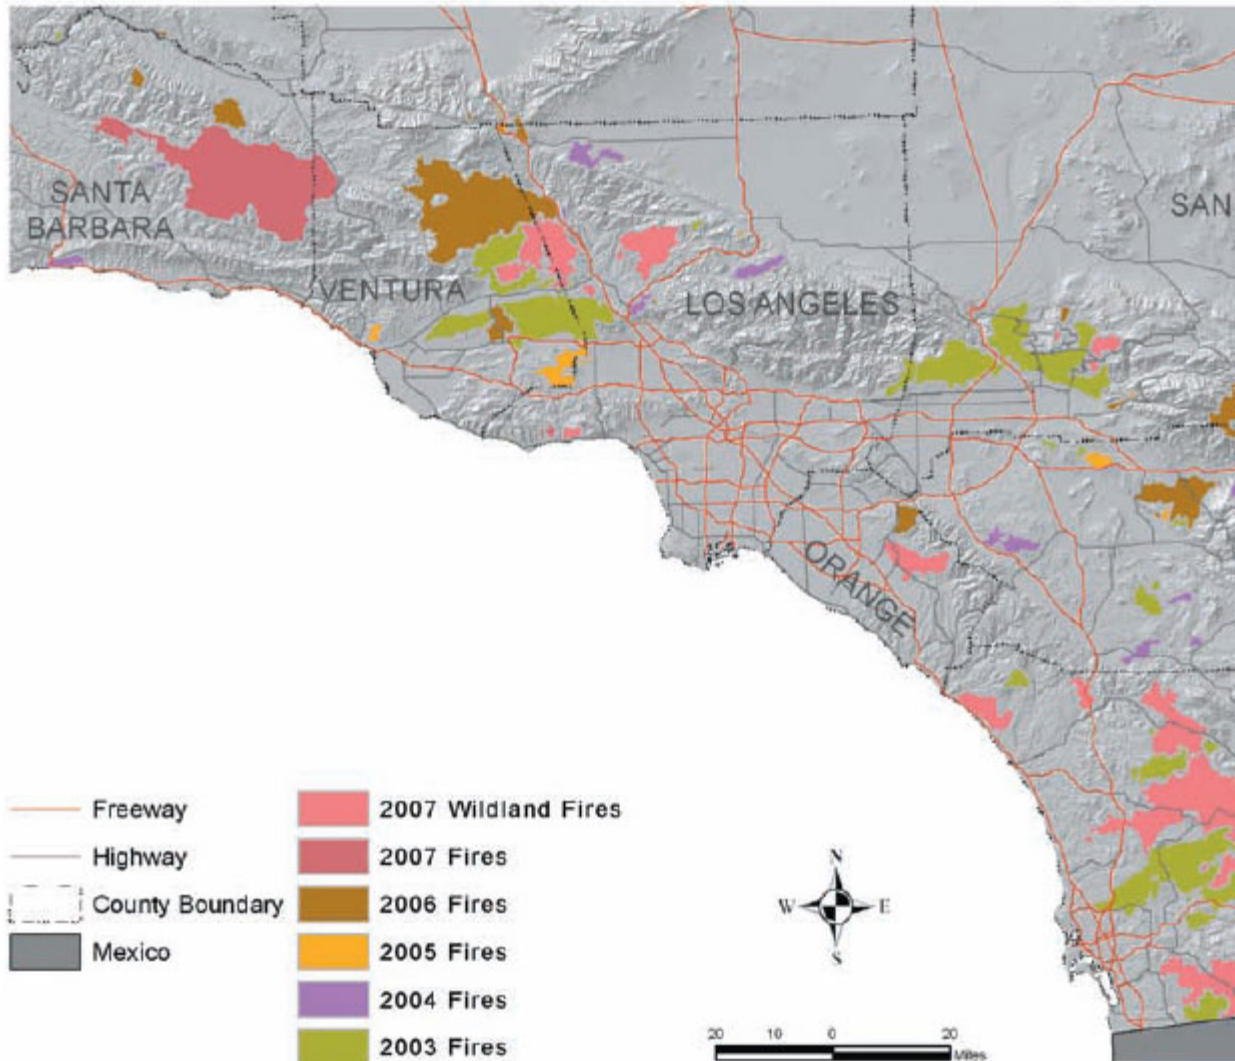 SANTA
BARBARA
VENTURA
LOS ANGELES
SAN
ORANGE
Freeway
Highway
County Boundary
Mexico
2007 Wildland Fires
2007 Fires
2006 Fires
2005 Fires
2004 Fires
2003 Fires
N
W E
S
20 10 0 20
Miles